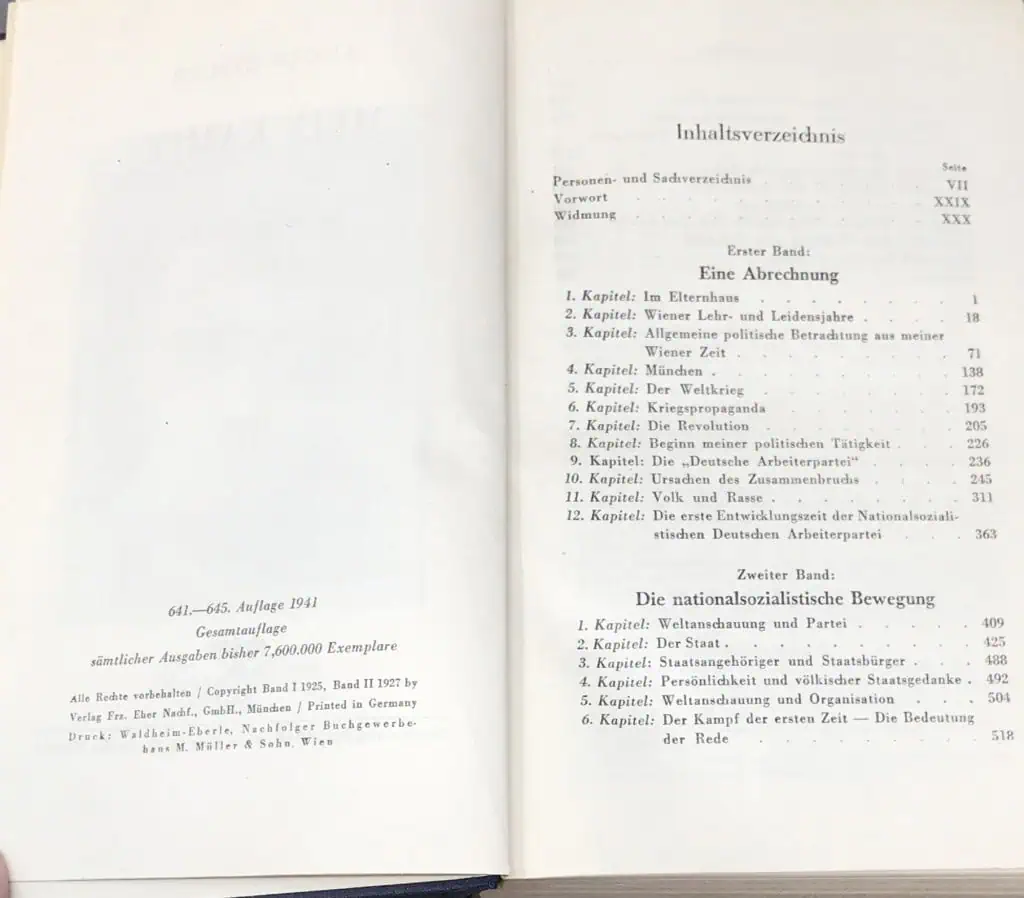 641.—645. Auflage 1941
Gesamtauflage
sämtlicher Ausgaben bisher 7,600.000 Exemplare
Alle Rechte vorbehalten / Copyright Band I 1925, Band II 1927 by
Verlag Frz. Eher Nachf., GmbH., München / Printed in Germany
Druck: Waldheim-Eberle, Nachfolger Buchgewerbe-
haus M. Müller & Sohn, Wien
Inhaltsverzeichnis
Seite
Personen- und Sachverzeichnis . . . . . . . VII
Vorwort . . . . . . . . . . . XXIX
Widmung . . . . . . . . . . . XXX
Erster Band:
Eine Abrechnung
1. Kapitel: Im Elternhaus . . . . . . . . 1
2. Kapitel: Wiener Lehr- und Leidensjahre . . . . 18
3. Kapitel: Allgemeine politische Betrachtung aus meiner
Wiener Zeit . . . . . . . . 71
4. Kapitel: München . . . . . . . . . . 138
5. Kapitel: Der Weltkrieg . . . . . . . . 172
6. Kapitel: Kriegspropaganda . . . . . . . 193
7. Kapitel: Die Revolution . . . . . . . . 205
8. Kapitel: Beginn meiner politischen Tätigkeit . . . 226
9. Kapitel: Die „Deutsche Arbeiterpartei“ . . . . 236
10. Kapitel: Ursachen des Zusammenbruchs . . . . 245
11. Kapitel: Volk und Rasse . . . . . . . . 311
12. Kapitel: Die erste Entwicklungszeit der Nationalsoziali-
stischen Deutschen Arbeiterpartei . . . 363
Zweiter Band:
Die nationalsozialistische Bewegung
1. Kapitel: Weltanschauung und Partei . . . . . 409
2. Kapitel: Der Staat . . . . . . . . . . 425
3. Kapitel: Staatsangehöriger und Staatsbürger . . . 488
4. Kapitel: Persönlichkeit und völkischer Staatsgedanke . 492
5. Kapitel: Weltanschauung und Organisation . . . 504
6. Kapitel: Der Kampf der ersten Zeit — Die Bedeutung
der Rede . . . . . . . . . 518